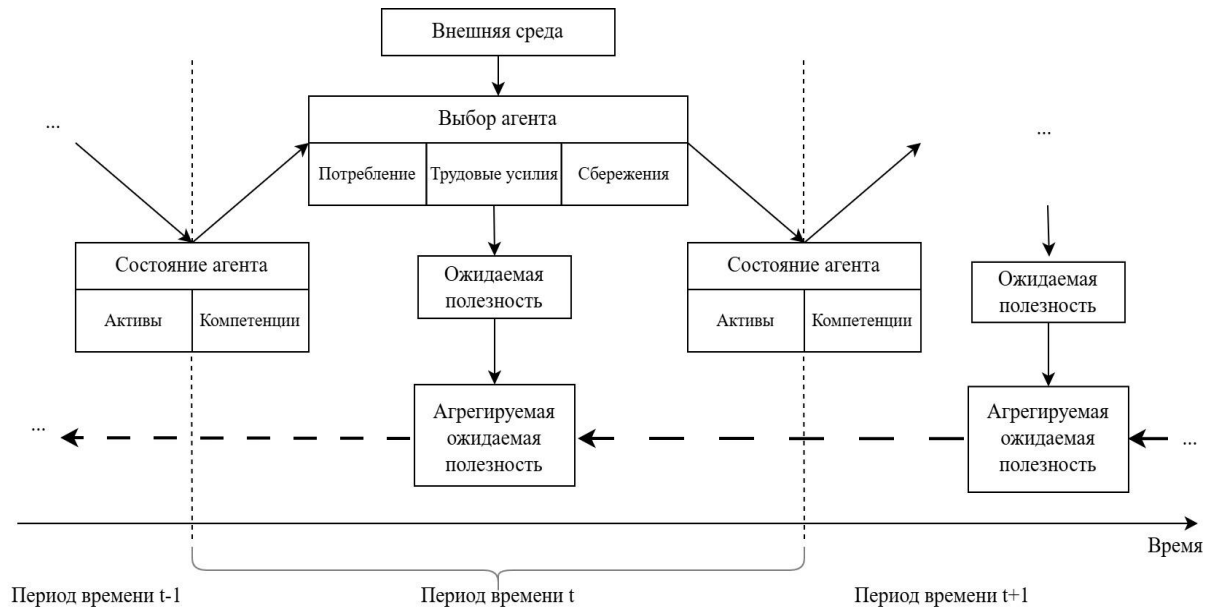 Внешняя среда
Выбор агента
...
...
Потребление
Трудовые усилия
Сбережения
Состояние агента
Ожидаемая
полезность
Состояние агента
Ожидаемая
полезность
Активы
Компетенции
Активы
Компетенции
...
Агрегируемая
ожидаемая
полезность
Агрегируемая
ожидаемая
полезность
...
Время
Период времени t-1
Период времени t
Период времени t+1